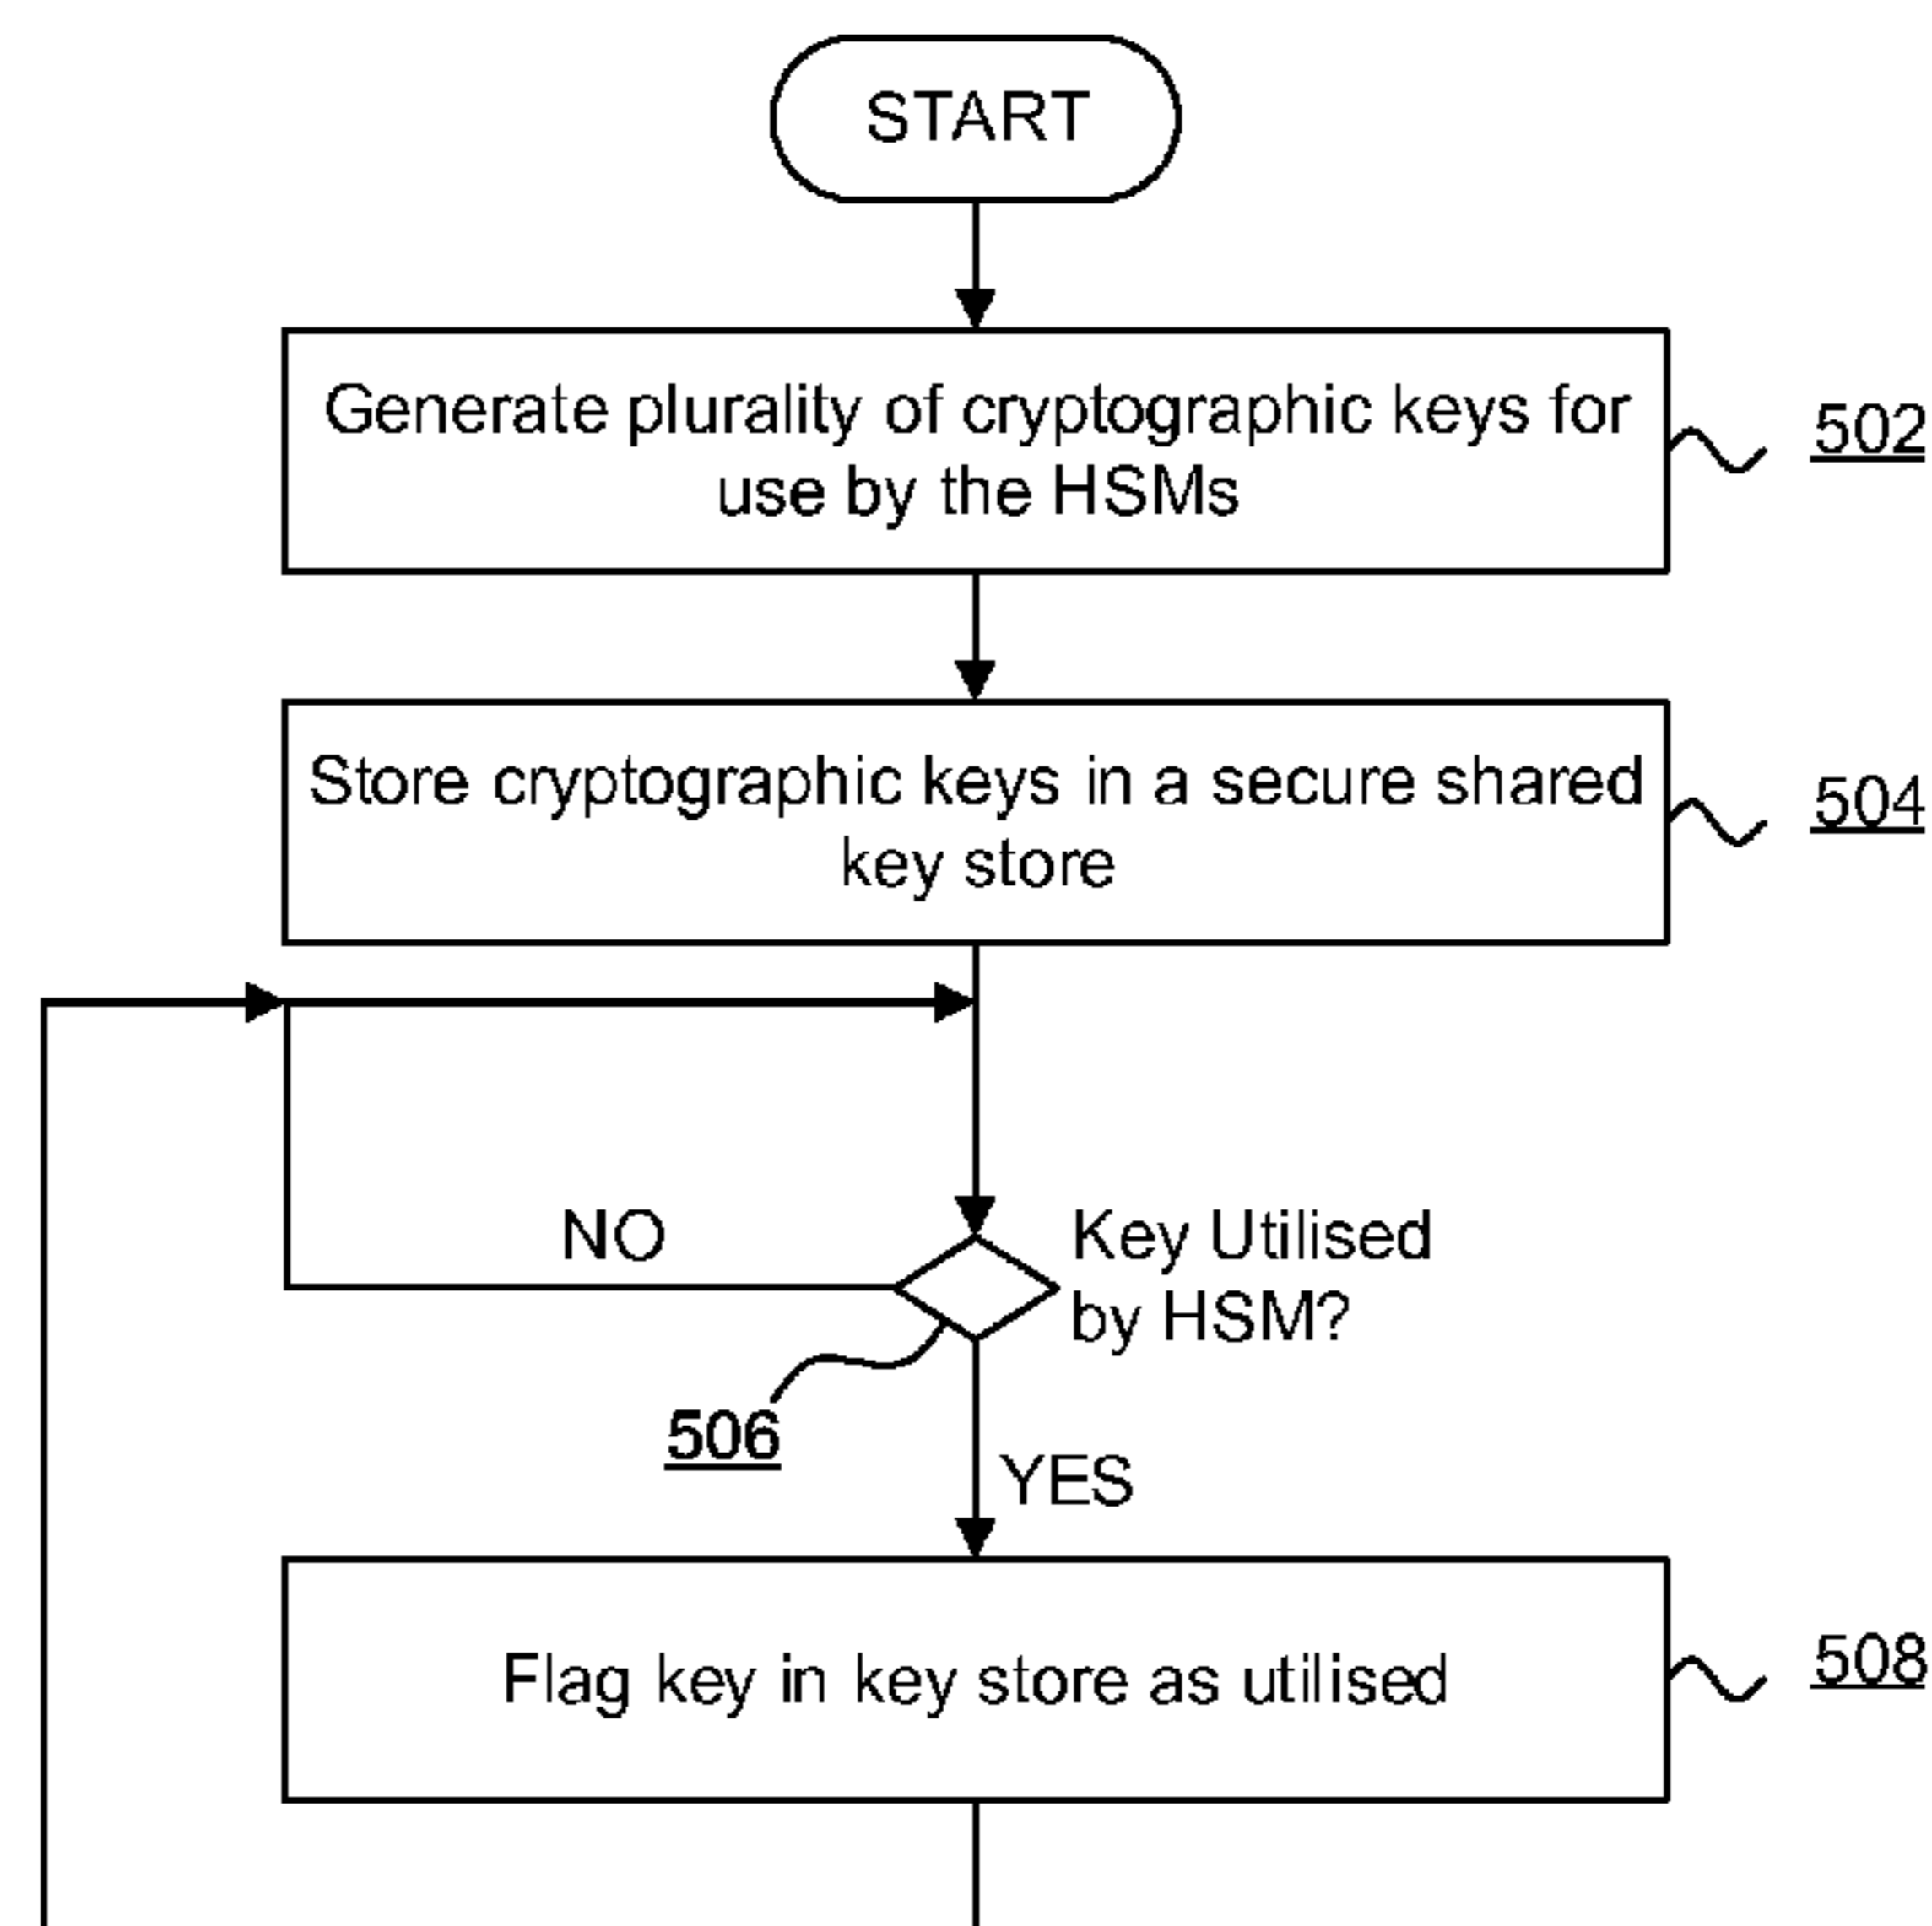 START
Generate plurality of cryptographic keys for
use by the HSMs
502
Store cryptographic keys in a secure shared
key store
504
NO
Key Utilised
by HSM?
506
YES
Flag key in key store as utilised
508